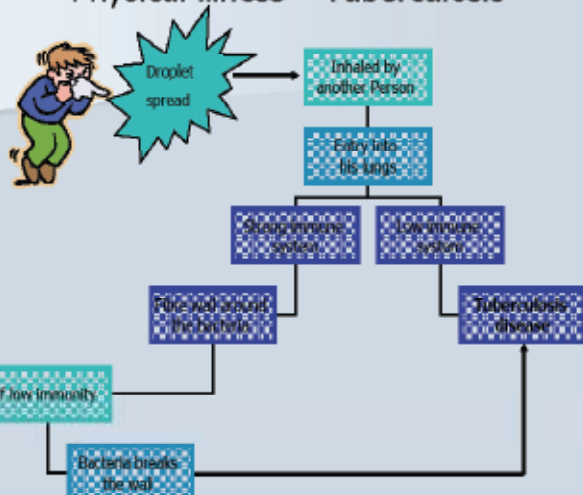 Physical Illness – Tuberculosis
Droplet
spread
Inhaled by
another Person
Entry into
his lungs
Strong immune
system
Low immune
system
Fibre wall around
the bacteria
Tuberculosis
disease
If low immunity
Bacteria breaks
the wall